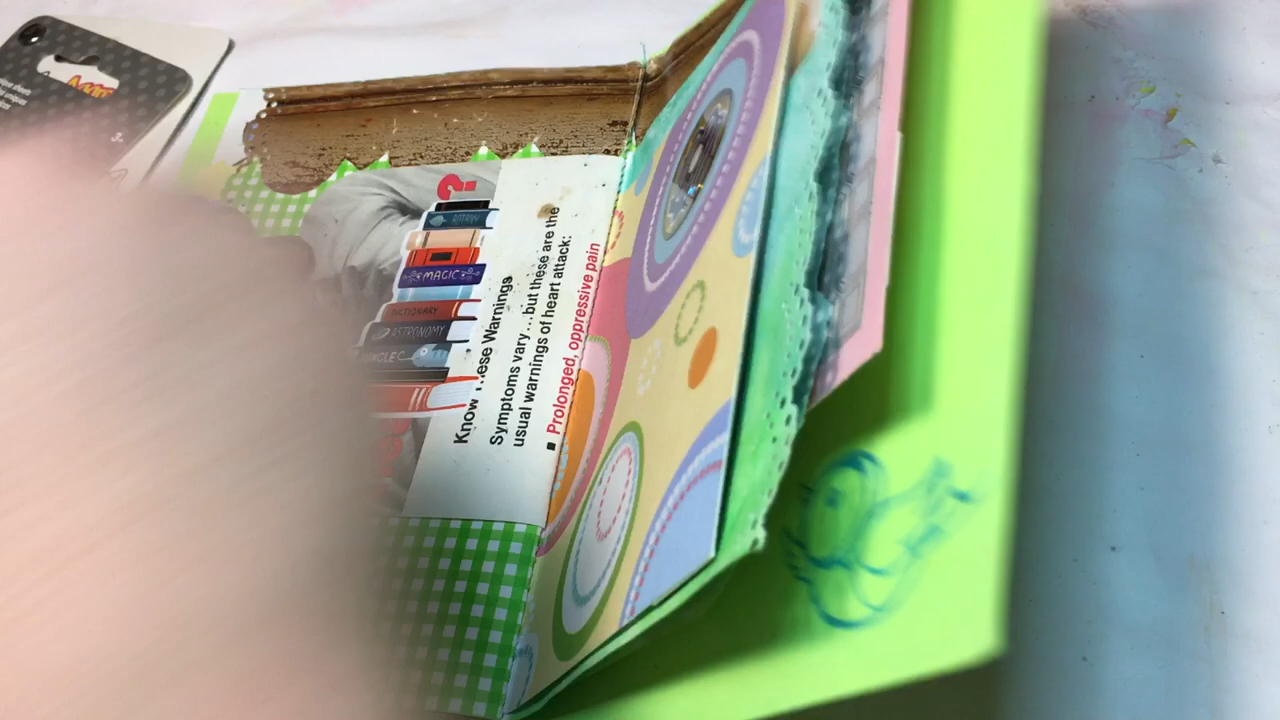 ?
BOTANY
MAGIC
DICTIONARY
ASTRONOMY
Know These Warnings
Symptoms vary...but these are the
usual warnings of heart attack:
■ Prolonged, oppressive pain